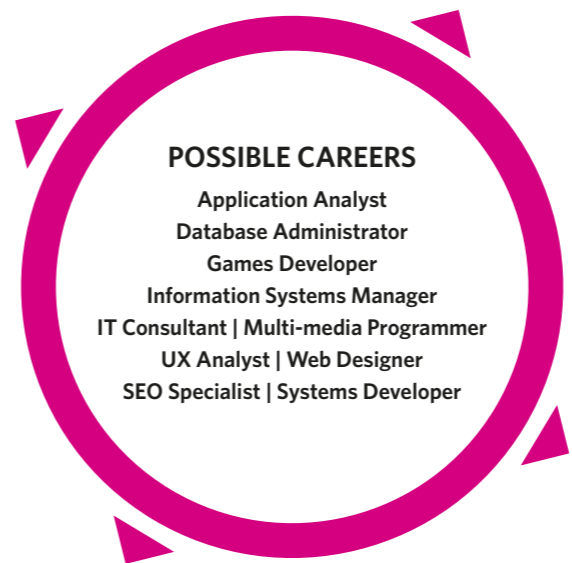 POSSIBLE CAREERS
Application Analyst
Database Administrator
Games Developer
Information Systems Manager
IT Consultant | Multi-media Programmer
UX Analyst | Web Designer
SEO Specialist | Systems Developer